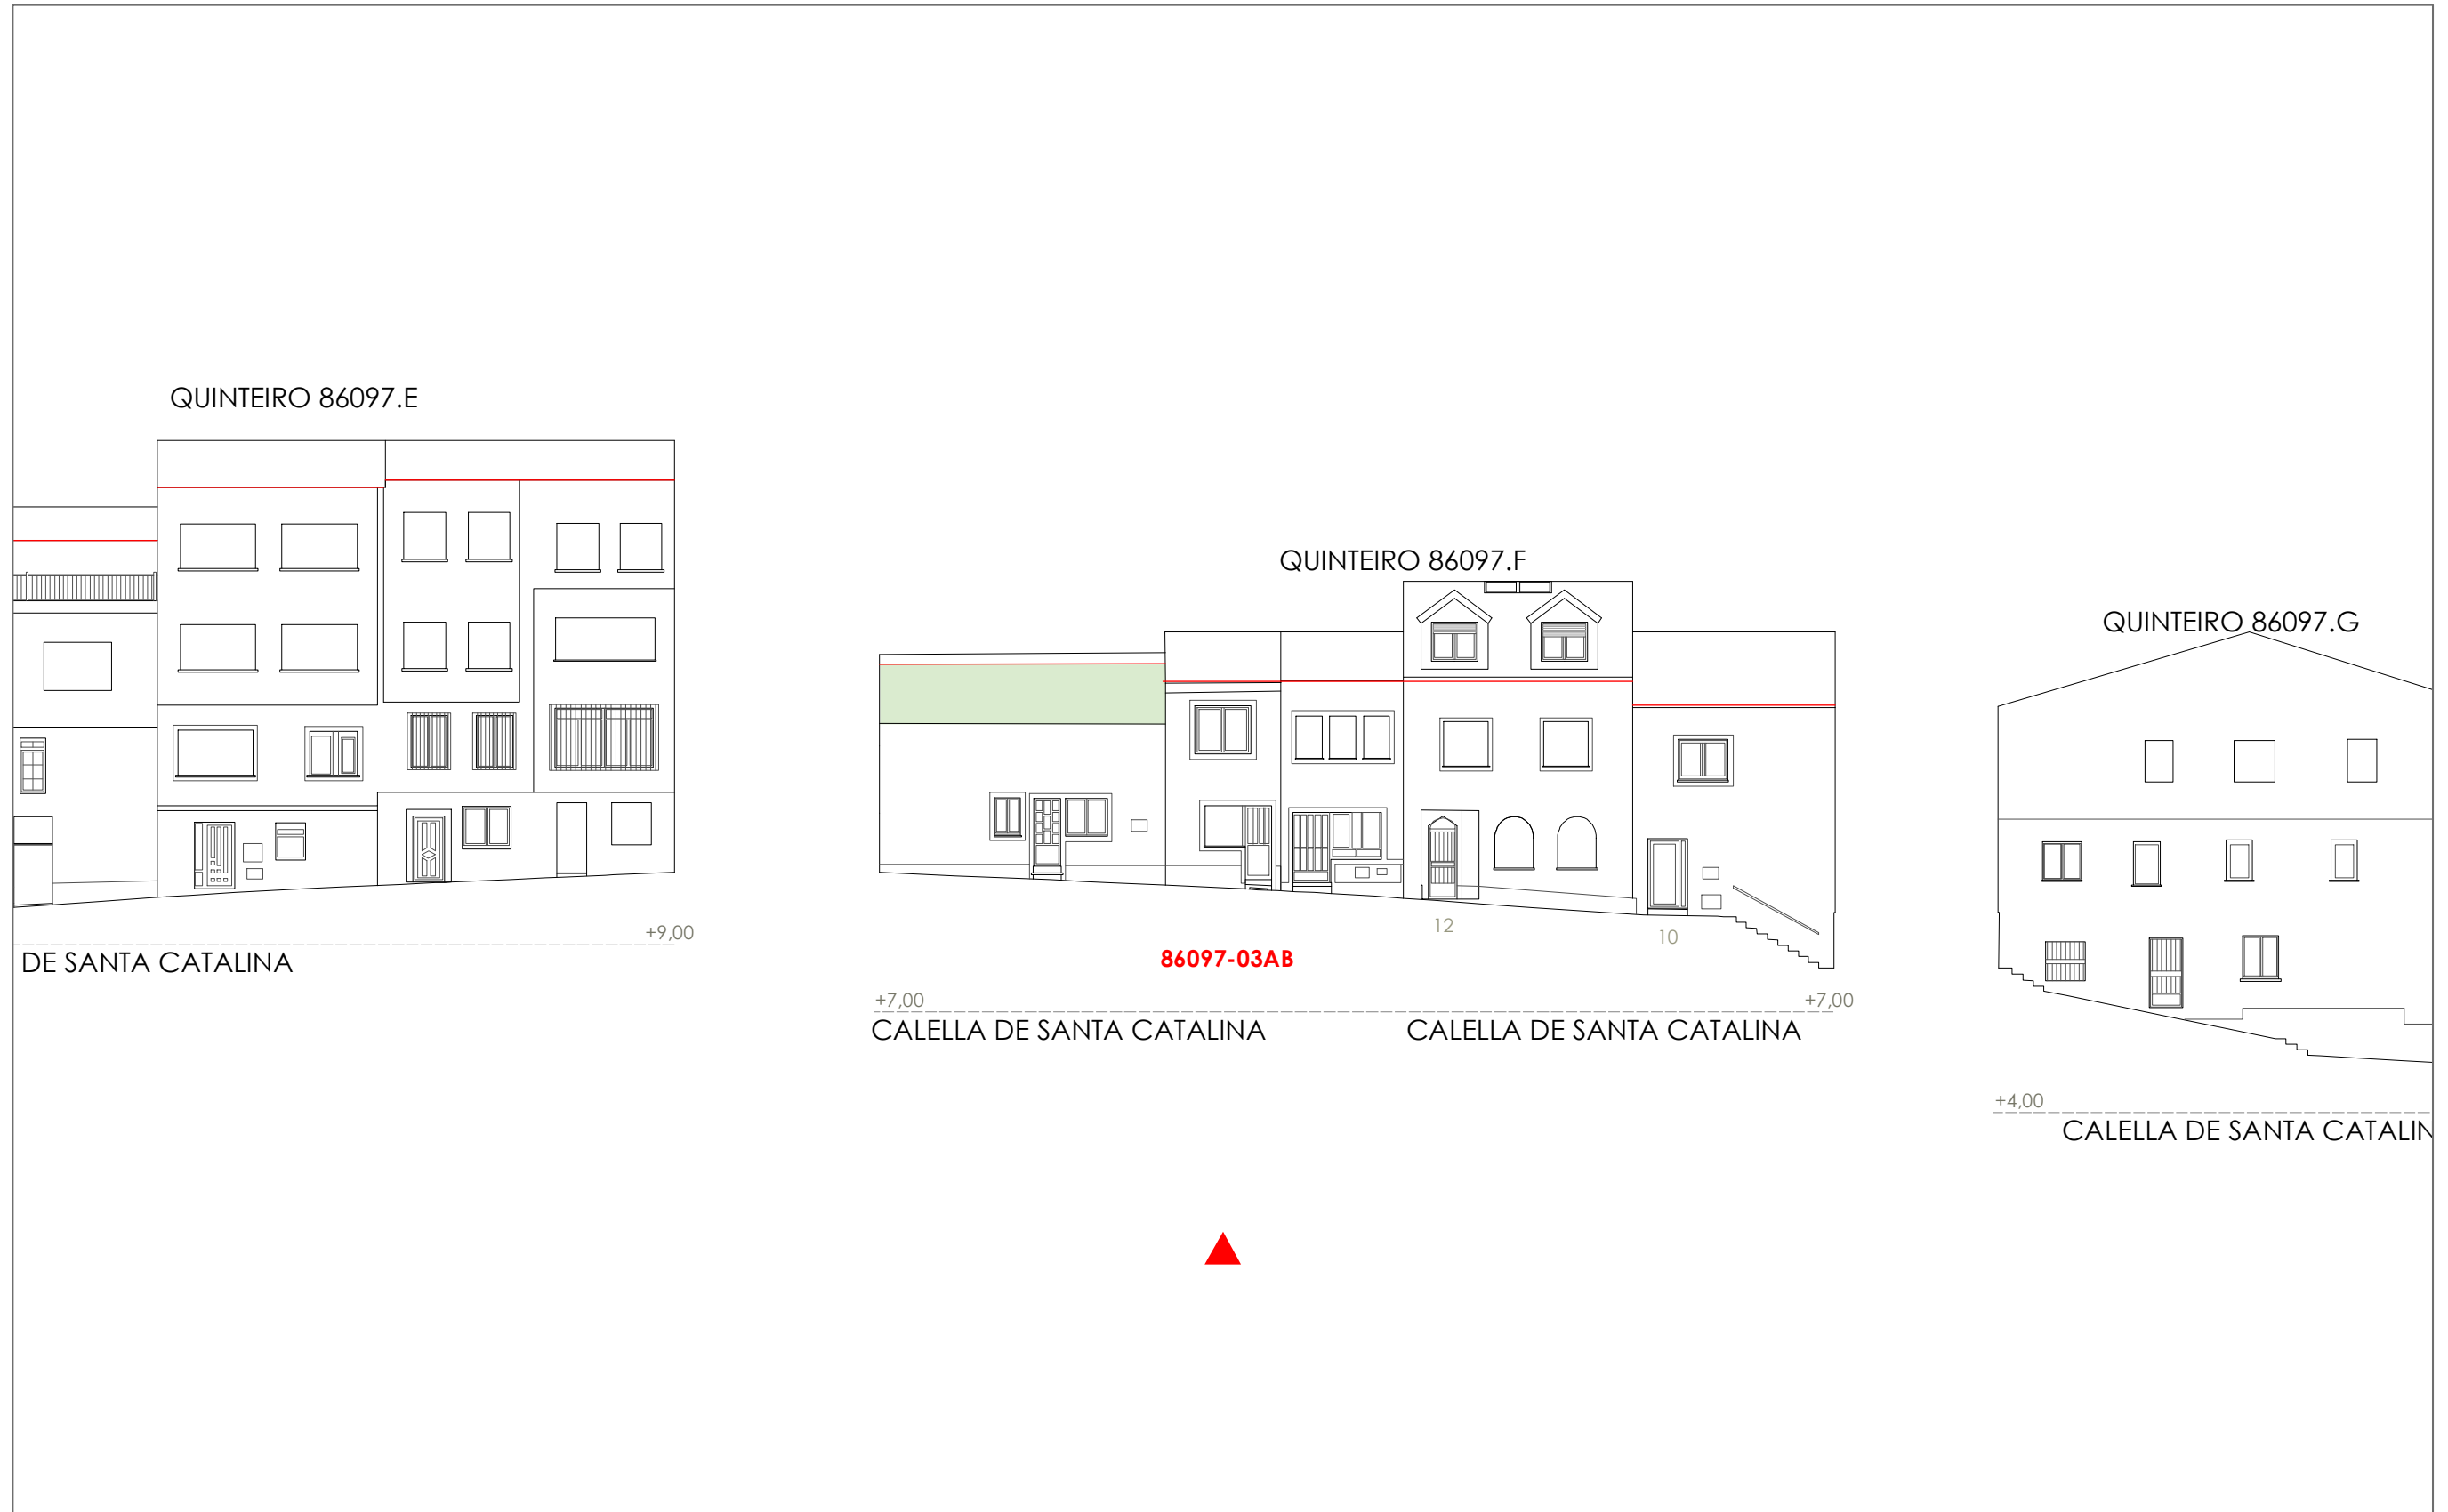 QUINTEIRO 86097.E
QUINTEIRO 86097.F
QUINTEIRO 86097.G
+9,00
DE SANTA CATALINA
12
10
86097-03AB
+7,00
+7,00
CALELLA DE SANTA CATALINA
CALELLA DE SANTA CATALINA
+4,00
CALELLA DE SANTA CATALIN